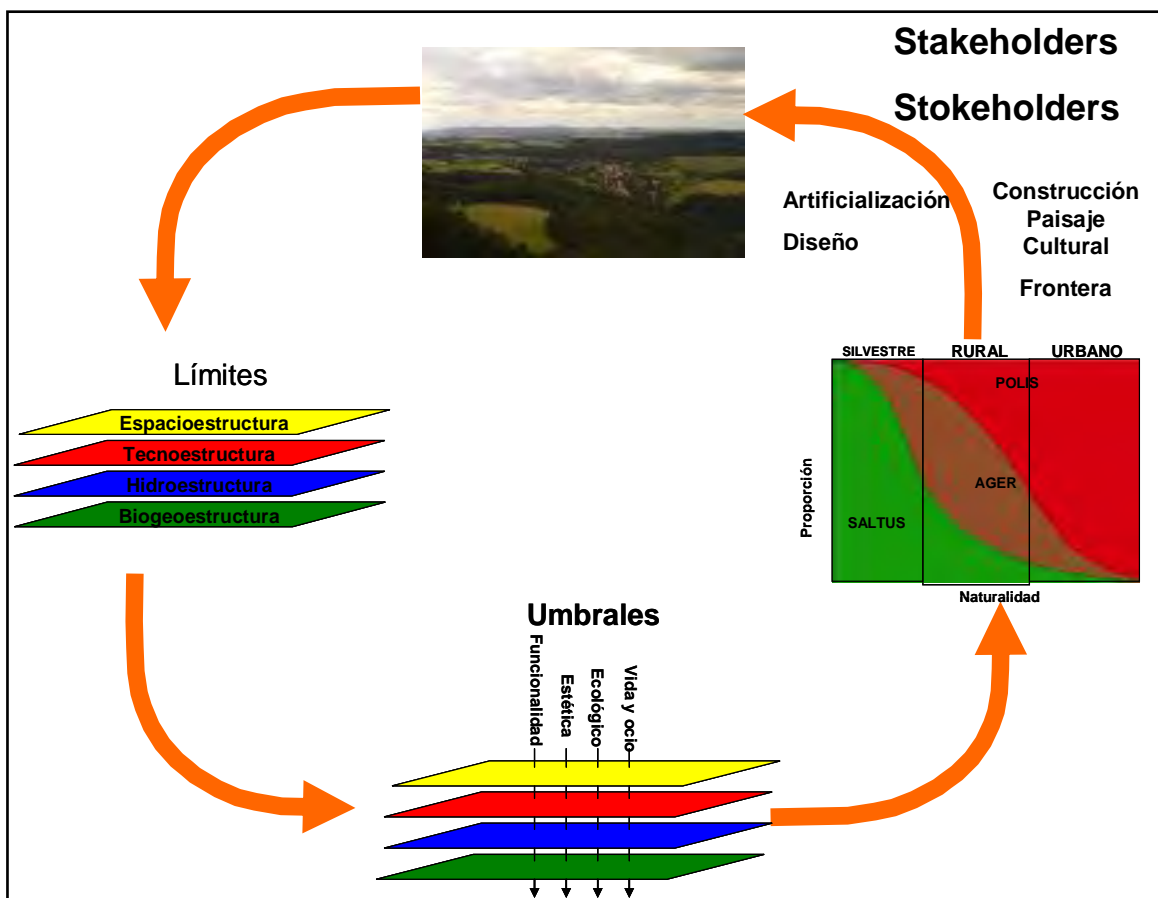 Stakeholders
Stokeholders
Artificialización
Diseño
Construcción
Paisaje
Cultural
Frontera
Límites
Espacioestructura
Tecnoestructura
Hidroestructura
Biogeoestructura
SILVESTRE RURAL URBANO
POLIS
AGER
SALTUS
Proporción
Naturalidad
Umbrales
Funcionalidad
Estética
Ecológico
Vida y ocio